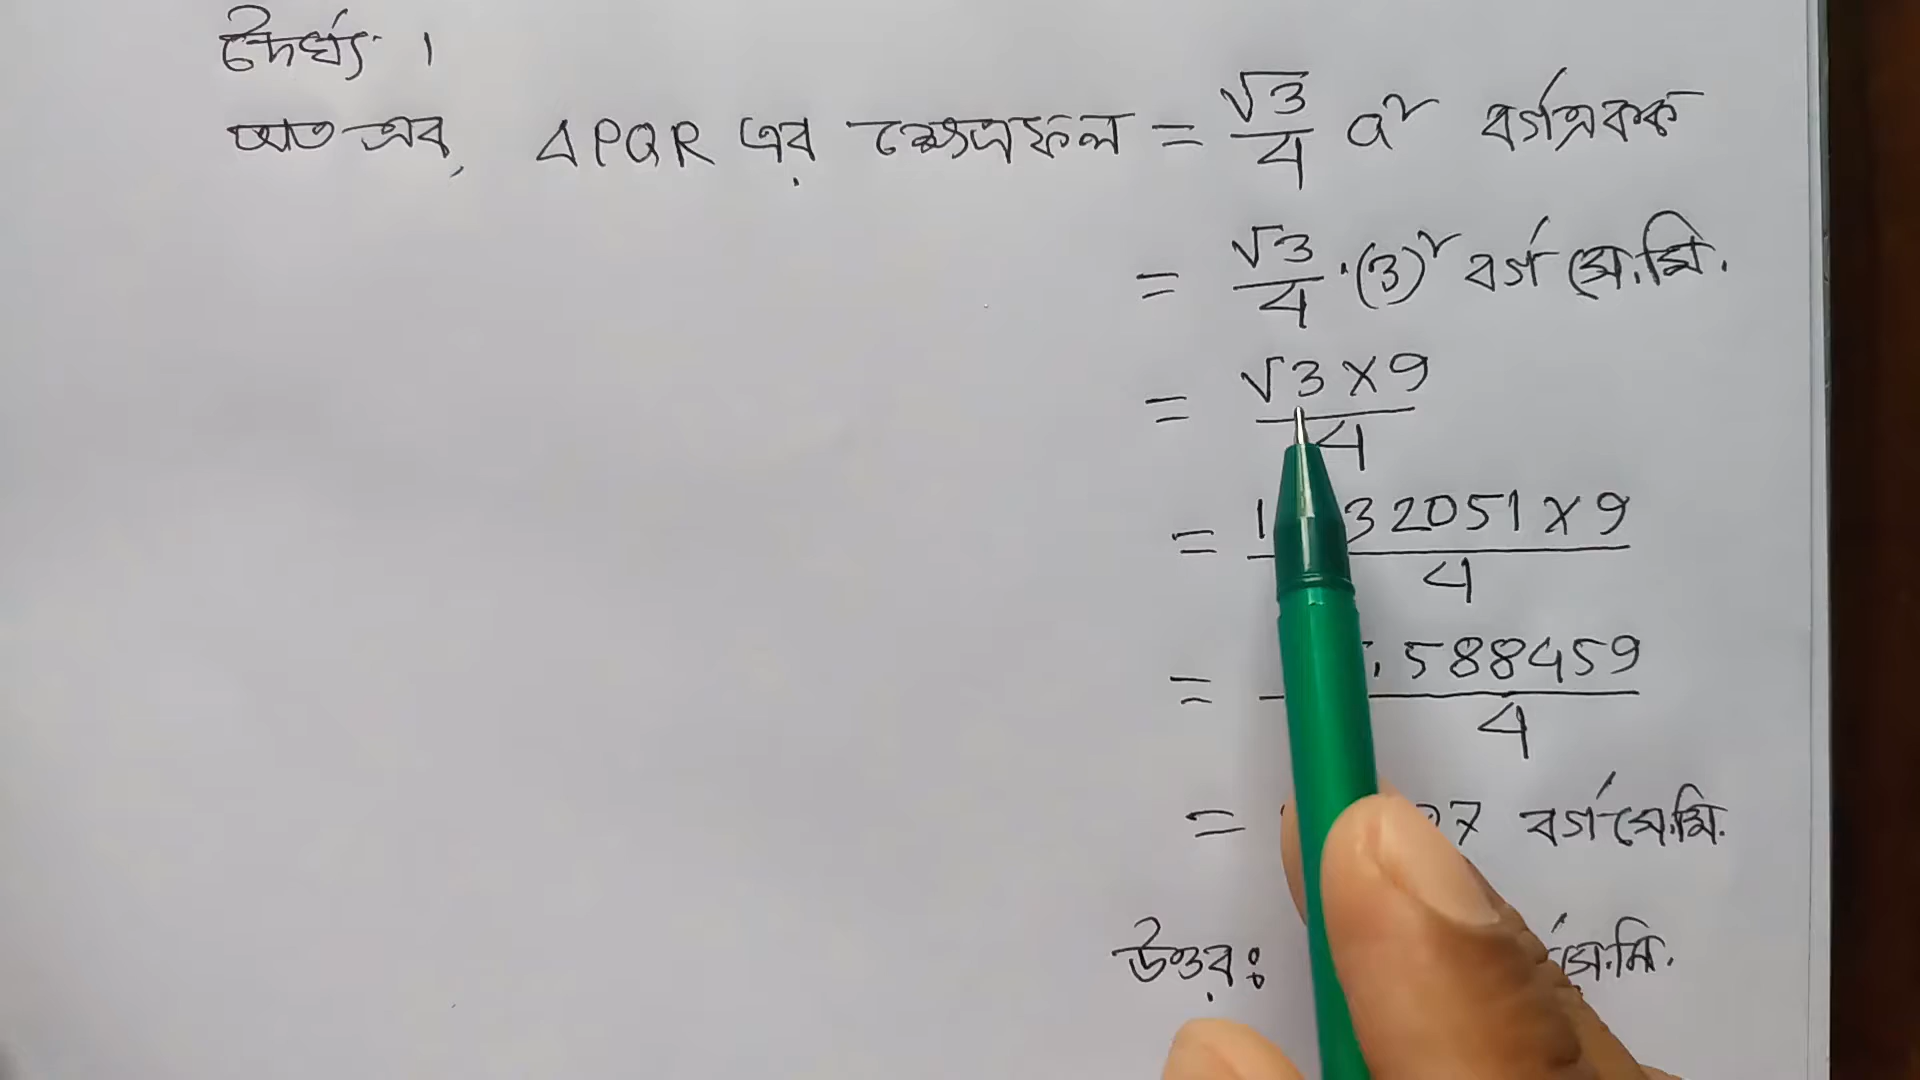 দৈর্ঘ্য ।
অতএব, ΔPQR এর ক্ষেত্রফল = √3/4 a² বর্গএকক
= √3/4 · (3)² বর্গ সে.মি.
= √3 × 9 / 4
= 1 32051 × 9 / 4
= .588459 / 4
= 7 বর্গ সে.মি.
উত্তর: সে.মি.